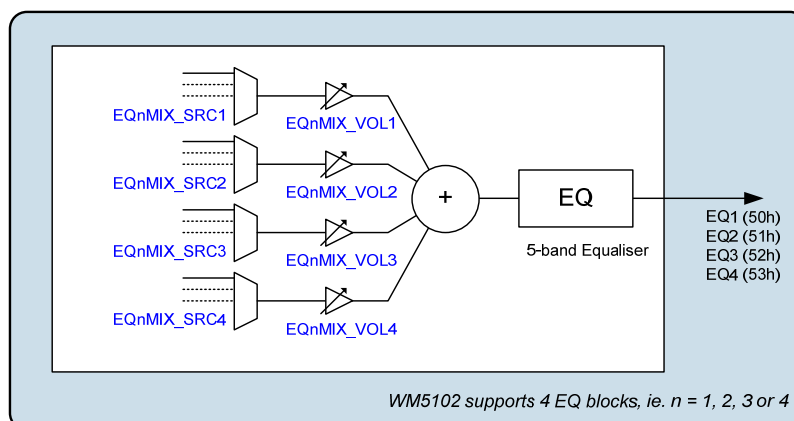 EQnMIX_SRC1
EQnMIX_VOL1
EQnMIX_SRC2
EQnMIX_VOL2
EQnMIX_SRC3
EQnMIX_VOL3
EQnMIX_SRC4
EQnMIX_VOL4
+
EQ
5-band Equaliser
EQ1 (50h)
EQ2 (51h)
EQ3 (52h)
EQ4 (53h)
WM5102 supports 4 EQ blocks, ie. n = 1, 2, 3 or 4